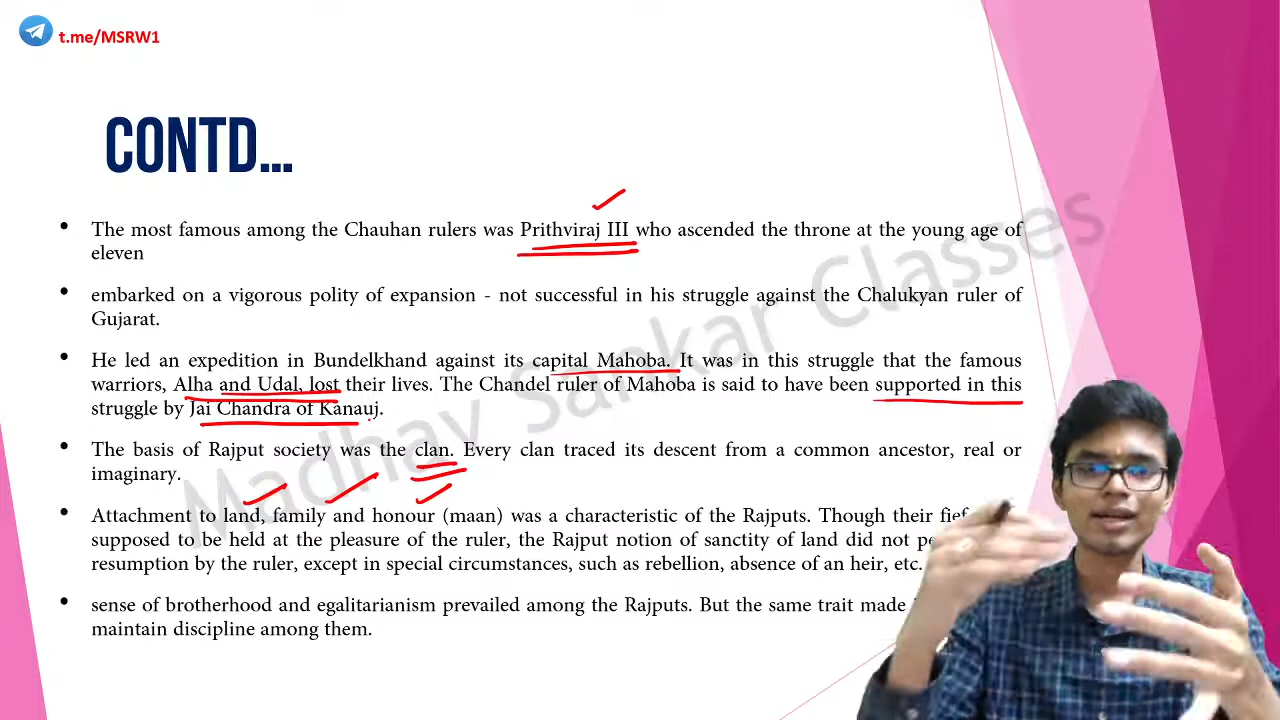 t.me/MSRW1
CONTD...
• The most famous among the Chauhan rulers was Prithviraj III who ascended the throne at the young age of
eleven
• embarked on a vigorous polity of expansion - not successful in his struggle against the Chalukyan ruler of
Gujarat.
• He led an expedition in Bundelkhand against its capital Mahoba. It was in this struggle that the famous
warriors, Alha and Udal, lost their lives. The Chandel ruler of Mahoba is said to have been supported in this
struggle by Jai Chandra of Kanauj.
• The basis of Rajput society was the clan. Every clan traced its descent from a common ancestor, real or
imaginary.
• Attachment to land, family and honour (maan) was a characteristic of the Rajputs. Though their
supposed to be held at the pleasure of the ruler, the Rajput notion of sanctity of land did not
resumption by the ruler, except in special circumstances, such as rebellion, absence of an heir, etc.
• sense of brotherhood and egalitarianism prevailed among the Rajputs. But the same trait made
maintain discipline among them.
Madhav Sankar Classes